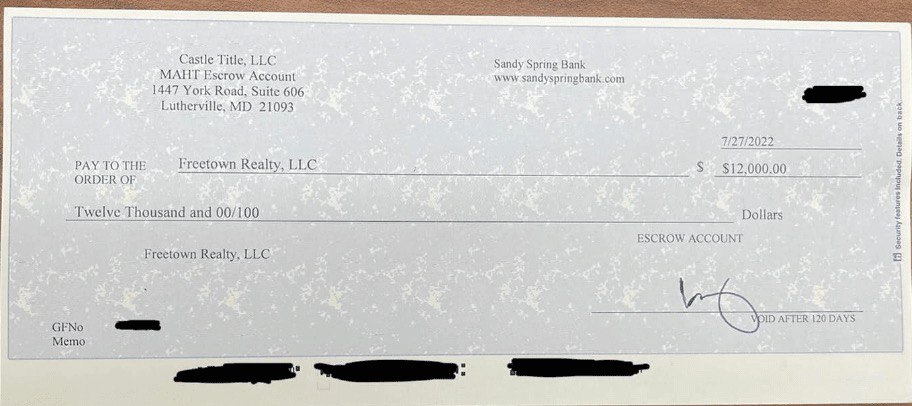 Castle Title, LLC
MAHT Escrow Account
1447 York Road, Suite 606
Lutherville, MD 21093
Sandy Spring Bank
www.sandyspringbank.com
7/27/2022
PAY TO THE
ORDER OF
Freetown Realty, LLC
$ $12,000.00
Twelve Thousand and 00/100
Dollars
ESCROW ACCOUNT
Freetown Realty, LLC
VOID AFTER 120 DAYS
GFNo
Memo
Security features included. Details on back.